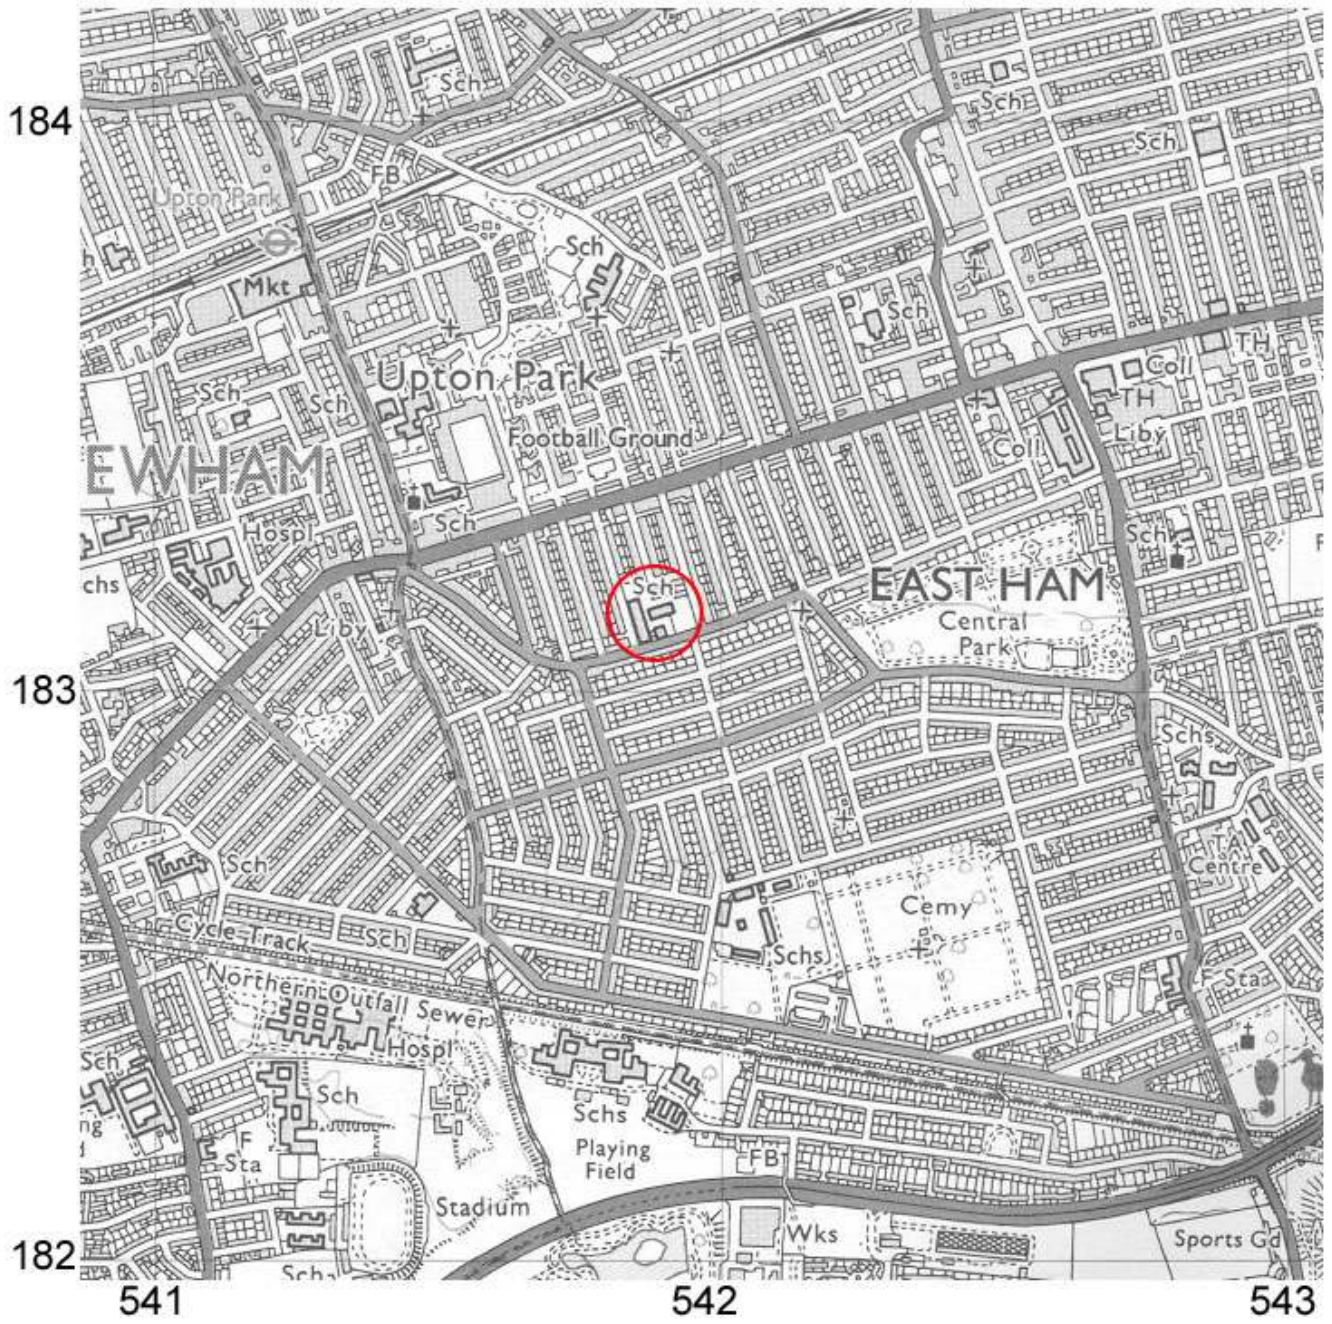 Sch
184
Sch
Sch
FB
Upton Park
Sch
Mkt
Sch
TH
Coll
Upton Park
Sch
Sch
TH
Liby
Football Ground
Coll
EWHAM
Sch
Hospl
Sch
chs
Sch
EAST HAM
Liby
Central
Park
183
Schs
Sch
TA
Centre
Cemy
Cycle Track
Sch
Schs
F Sta
Northern Outfall Sewer
Hospl
Sch
Sch
Schs
F
Sta
Playing
Field
FB
Stadium
Wks
Sports Gd
182
Sch
541
542
543